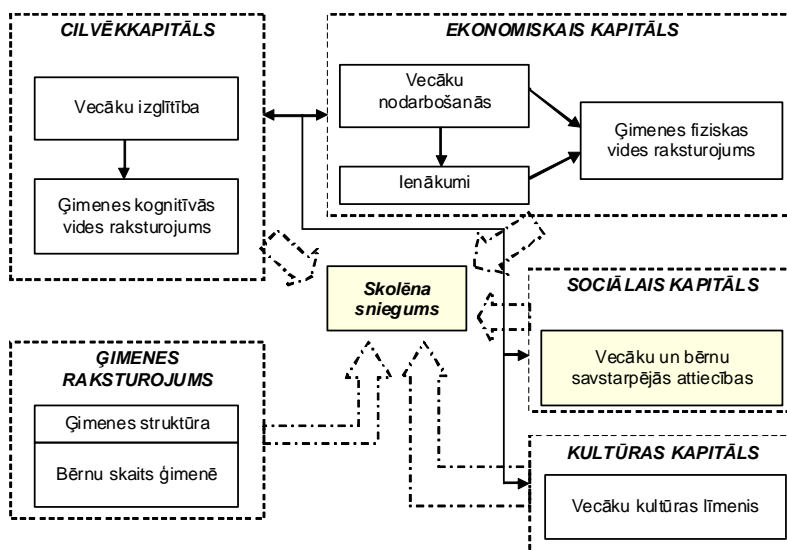 CILVĒKKAPITĀLS
Vecāku izglītība
Ģimenes kognitīvās
vides raksturojums
EKONOMISKAIS KAPITĀLS
Vecāku
nodarbošanās
Ienākumi
Ģimenes fiziskas
vides raksturojums
Skolēna
sniegums
SOCIĀLAIS KAPITĀLS
Vecāku un bērnu
savstarpējās attiecības
ĢIMENES
RAKSTUROJUMS
Ģimenes struktūra
Bērnu skaits ģimenē
KULTŪRAS KAPITĀLS
Vecāku kultūras līmenis